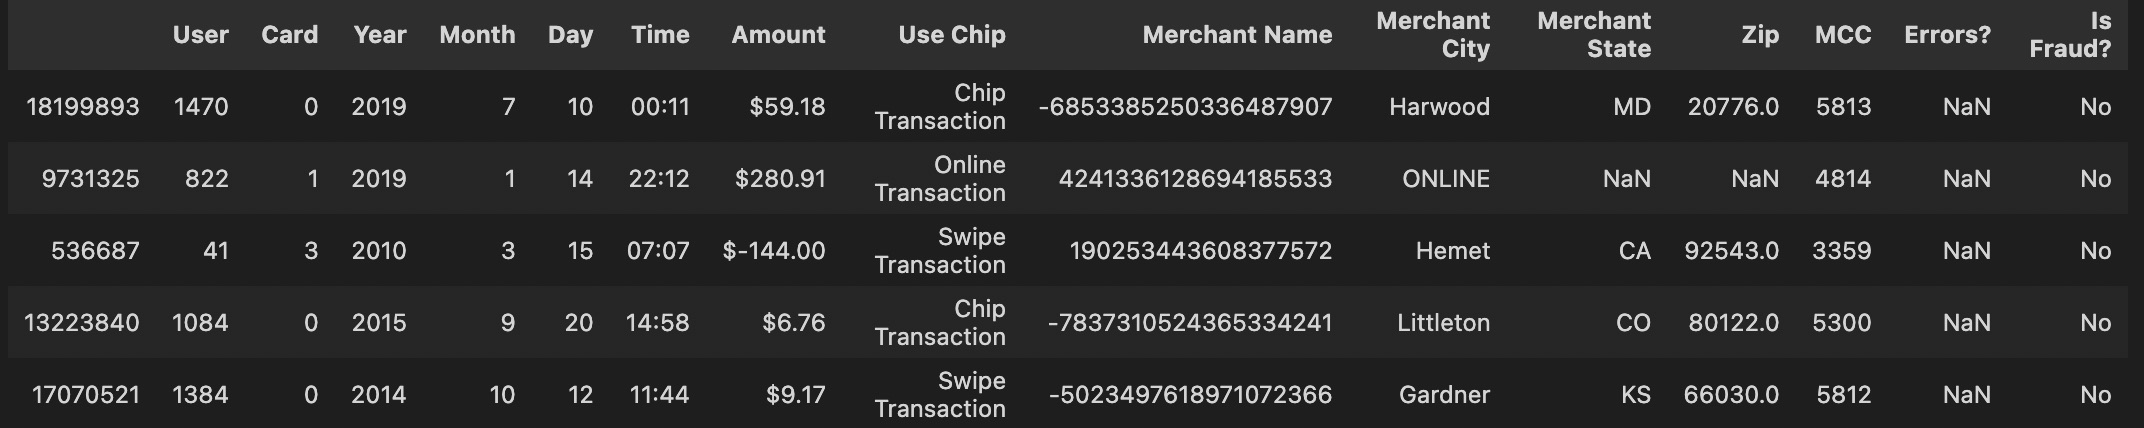 User Card Year Month Day Time Amount Use Chip Merchant Name Merchant City Merchant State Zip MCC Errors? Is Fraud?
18199893 1470 0 2019 7 10 00:11 $59.18 Chip Transaction -6853385250336487907 Harwood MD 20776.0 5813 NaN No
9731325 822 1 2019 1 14 22:12 $280.91 Online Transaction 4241336128694185533 ONLINE NaN NaN 4814 NaN No
536687 41 3 2010 3 15 07:07 $-144.00 Swipe Transaction 190253443608377572 Hemet CA 92543.0 3359 NaN No
13223840 1084 0 2015 9 20 14:58 $6.76 Chip Transaction -7837310524365334241 Littleton CO 80122.0 5300 NaN No
17070521 1384 0 2014 10 12 11:44 $9.17 Swipe Transaction -5023497618971072366 Gardner KS 66030.0 5812 NaN No